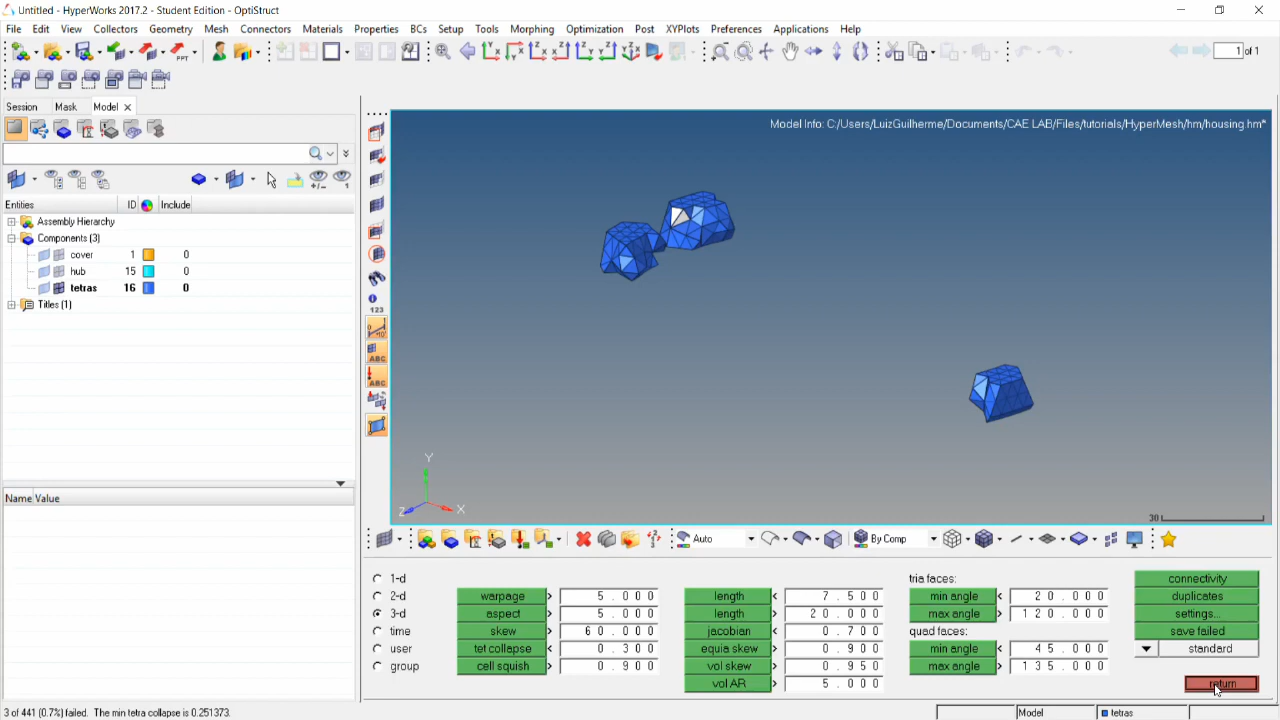 Untitled - HyperWorks 2017.2 - Student Edition - OptiStruct
File Edit View Collectors Geometry Mesh Connectors Materials Properties BCs Setup Tools Morphing Optimization Post XYPlots Preferences Applications Help
1 of 1
Session Mask Model
Model Info: C:/Users/LuizGuilherme/Documents/CAE LAB/Files/tutorials/HyperMesh/hm/housing.hm*
Entities ID Include
Assembly Hierarchy
Components (3)
cover 1 0
hub 15 0
tetras 16 0
Titles (1)
123
ABC
ABC
Name Value
Y
Z X
30
Auto By Comp
1-d
2-d
3-d
time
user
group
warpage > 5.000
aspect > 5.000
skew > 60.000
tet collapse < 0.300
cell squish > 0.900
length < 7.500
length > 20.000
jacobian < 0.700
equia skew > 0.900
vol skew > 0.950
vol AR > 5.000
tria faces:
min angle < 20.000
max angle > 120.000
quad faces:
min angle < 45.000
max angle > 135.000
connectivity
duplicates
settings...
save failed
standard
return
3 of 441 (0.7%) failed. The min tetra collapse is 0.251373.
Model tetras